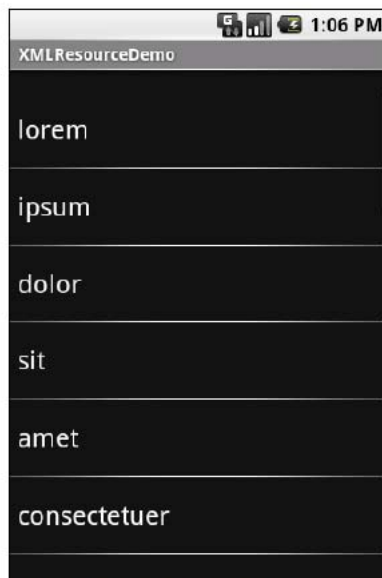 1:06 PM
XMLResourceDemo
lorem
ipsum
dolor
sit
amet
consectetuer